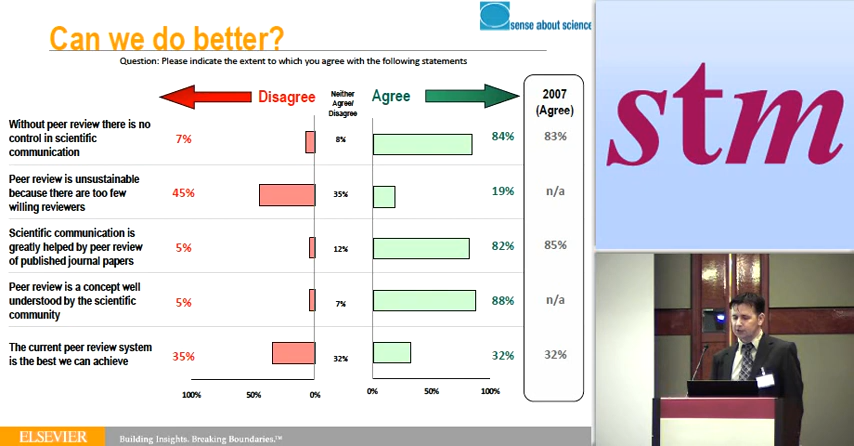 sense about science
Can we do better?
Question: Please indicate the extent to which you agree with the following statements
Disagree
Neither
Agree/
Disagree
Agree
2007
(Agree)
Without peer review there is no
control in scientific
communication
7%
8%
84%
83%
Peer review is unsustainable
because there are too few
willing reviewers
45%
35%
19%
n/a
Scientific communication is
greatly helped by peer review
of published journal papers
5%
12%
82%
85%
Peer review is a concept well
understood by the scientific
community
5%
7%
88%
n/a
The current peer review system
is the best we can achieve
35%
32%
32%
32%
100%
50%
0%
0%
50%
100%
ELSEVIER
Building Insights. Breaking Boundaries.™
stm